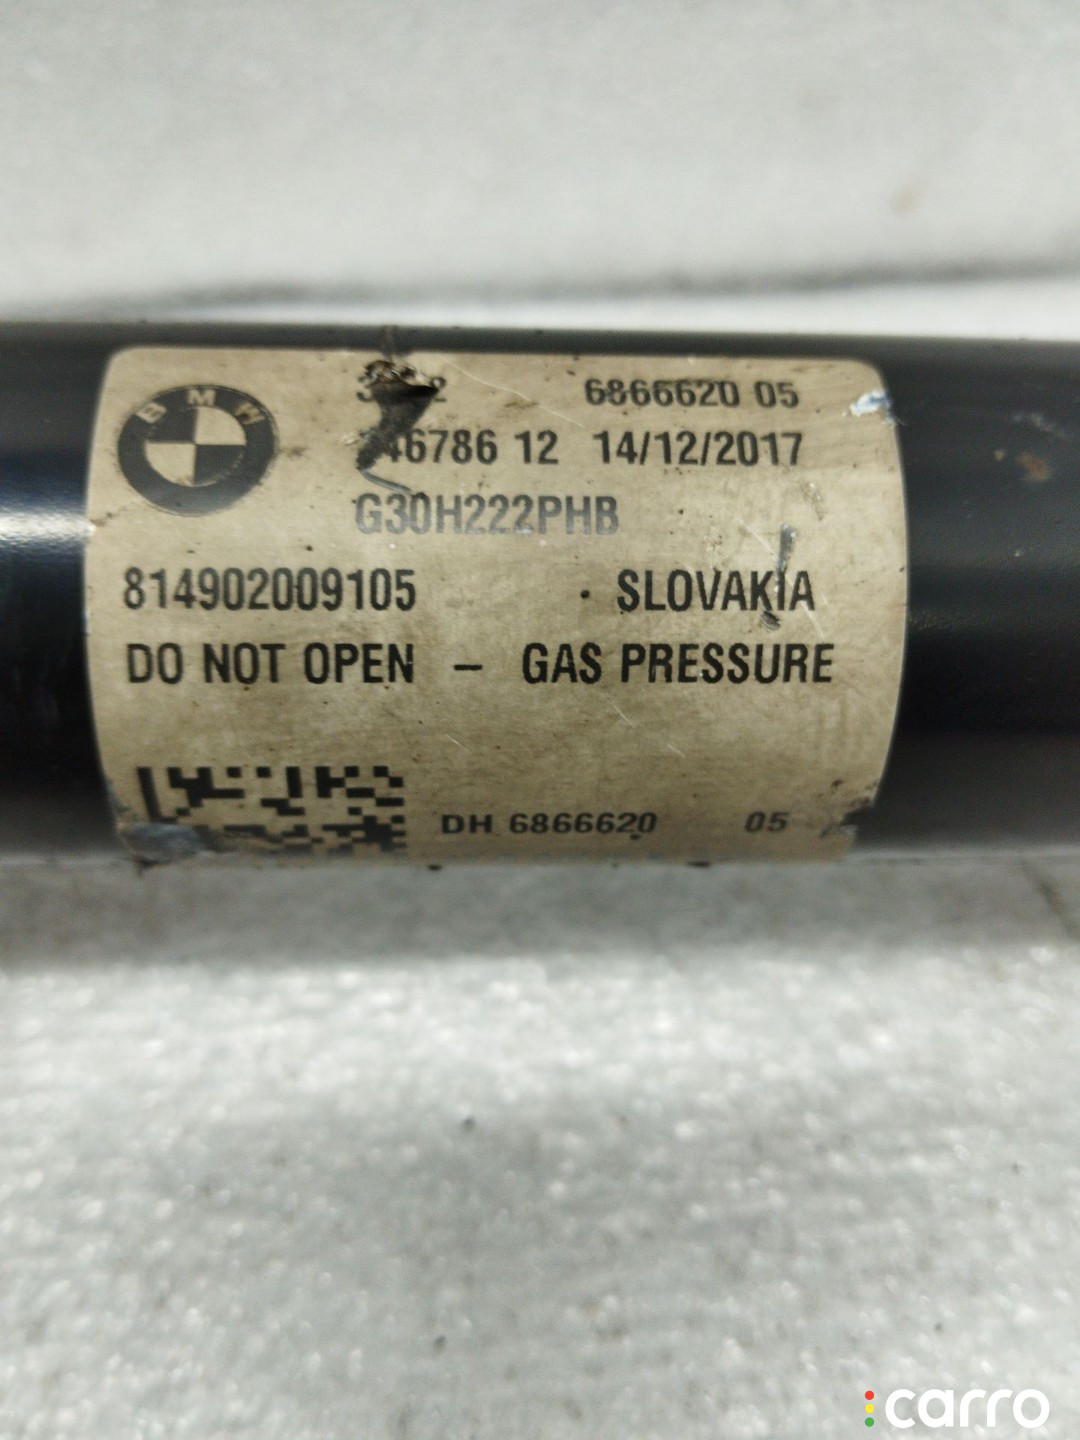 BMW
6866620 05
46786 12 14/12/2017
G30H222PHB
814902009105 · SLOVAKIA
DO NOT OPEN – GAS PRESSURE
DH 6866620 05
carro